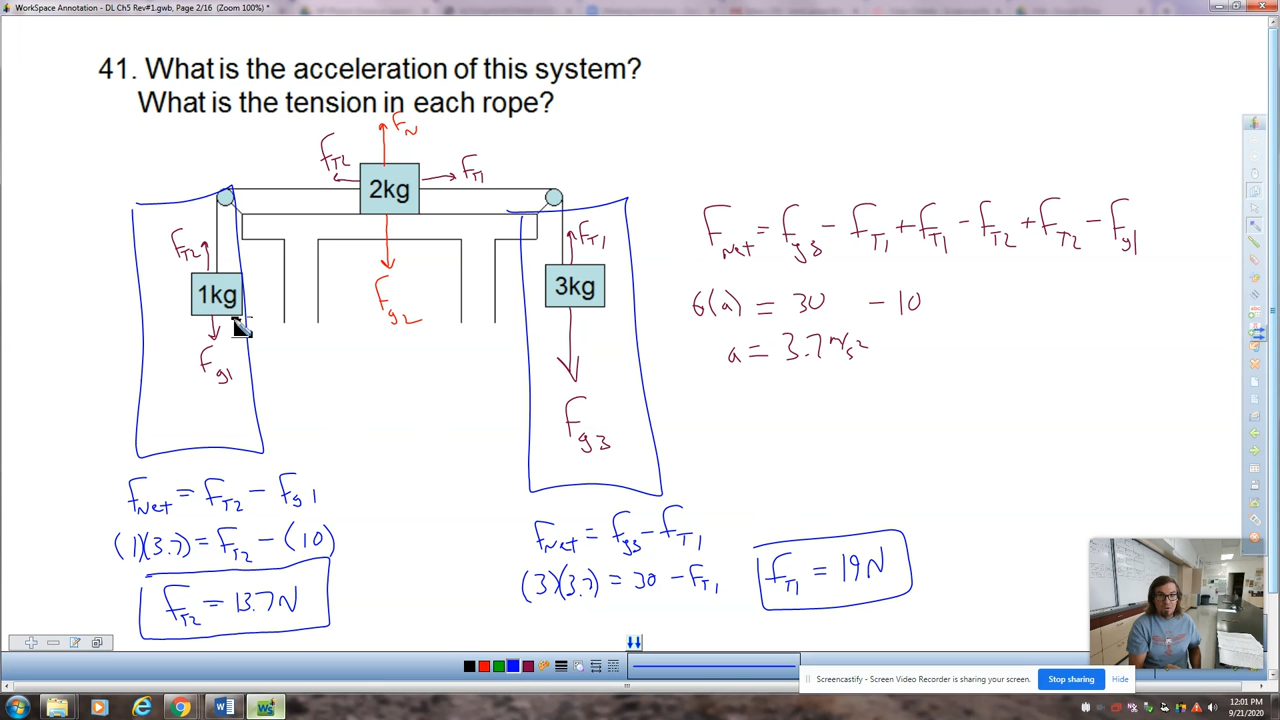 WorkSpace Annotation - DL Ch5 Rev#1.gwb, Page 2/16 (Zoom 100%) *
41. What is the acceleration of this system?
What is the tension in each rope?
FN
FT2
FT1
2kg
FT2
FT1
1kg
3kg
Fg1
Fg2
Fg3
FNet = Fg3 - FT1 + FT1 - FT2 + FT2 - Fg1
6(a) = 30 - 10
a = 3.7 m/s2
FNet = FT2 - Fg1
(1)(3.7) = FT2 - (10)
FT2 = 13.7N
FNet = Fg3 - FT1
(3)(3.7) = 30 - FT1
FT1 = 19N
Screencastify - Screen Video Recorder is sharing your screen.
Stop sharing
Hide
12:01 PM
9/21/2020